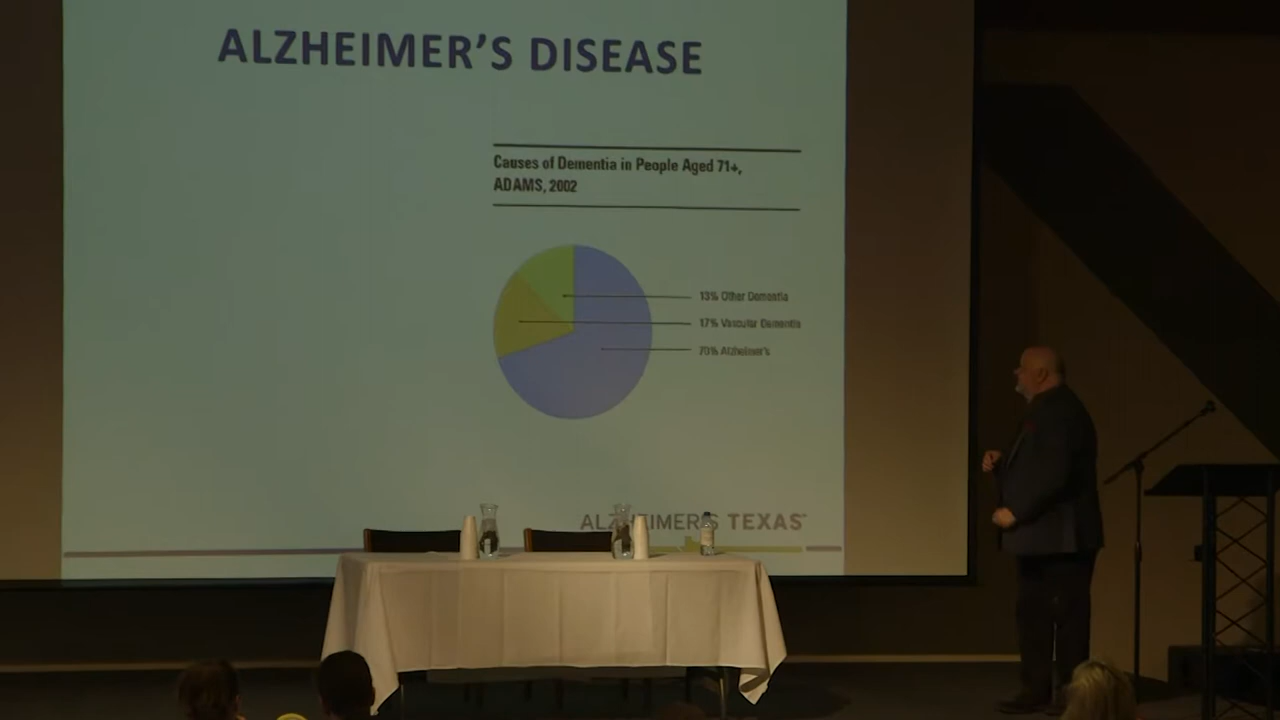 ALZHEIMER'S DISEASE
Causes of Dementia in People Aged 71+,
ADAMS, 2002
13% Other Dementia
17% Vascular Dementia
70% Alzheimer's
ALZHEIMER'S TEXAS